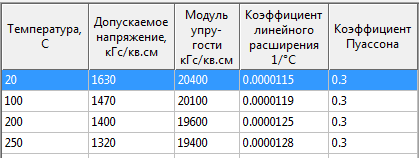 Температура, С
Допускаемое напряжение, кГс/кв.см
Модуль упру- гости кГс/кв.см
Коэффициент линейного расширения 1/°С
Коэффициент Пуассона
20 1630 20400 0.0000115 0.3
100 1470 20100 0.0000119 0.3
200 1400 19600 0.0000125 0.3
250 1320 19400 0.0000128 0.3